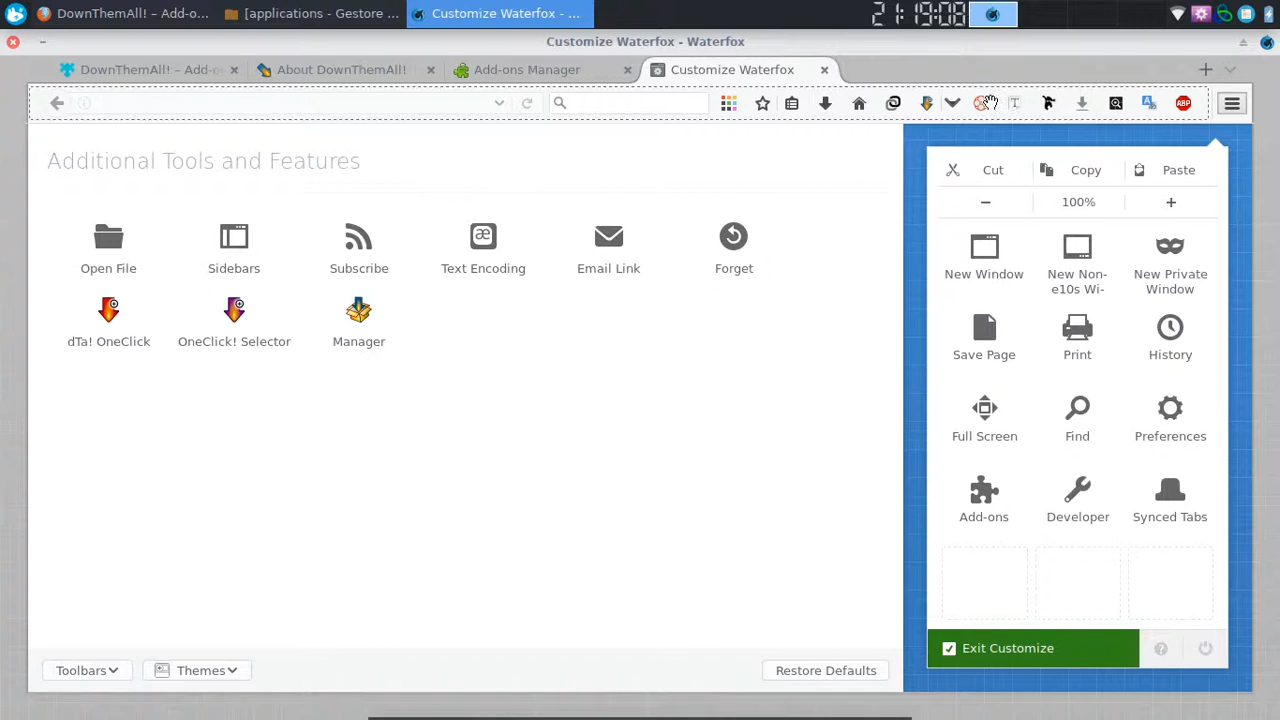 DownThemAll! – Add-o... [applications - Gestore ... Customize Waterfox - ... 21:19:08
Customize Waterfox - Waterfox
DownThemAll! – Add-o About DownThemAll! Add-ons Manager Customize Waterfox
T ABP
Additional Tools and Features
Cut Copy Paste
− 100% +
Open File Sidebars Subscribe Text Encoding Email Link Forget
New Window New Non-e10s Wi- New Private Window
dTa! OneClick OneClick! Selector Manager
Save Page Print History
Full Screen Find Preferences
Add-ons Developer Synced Tabs
Exit Customize
Toolbars Themes Restore Defaults